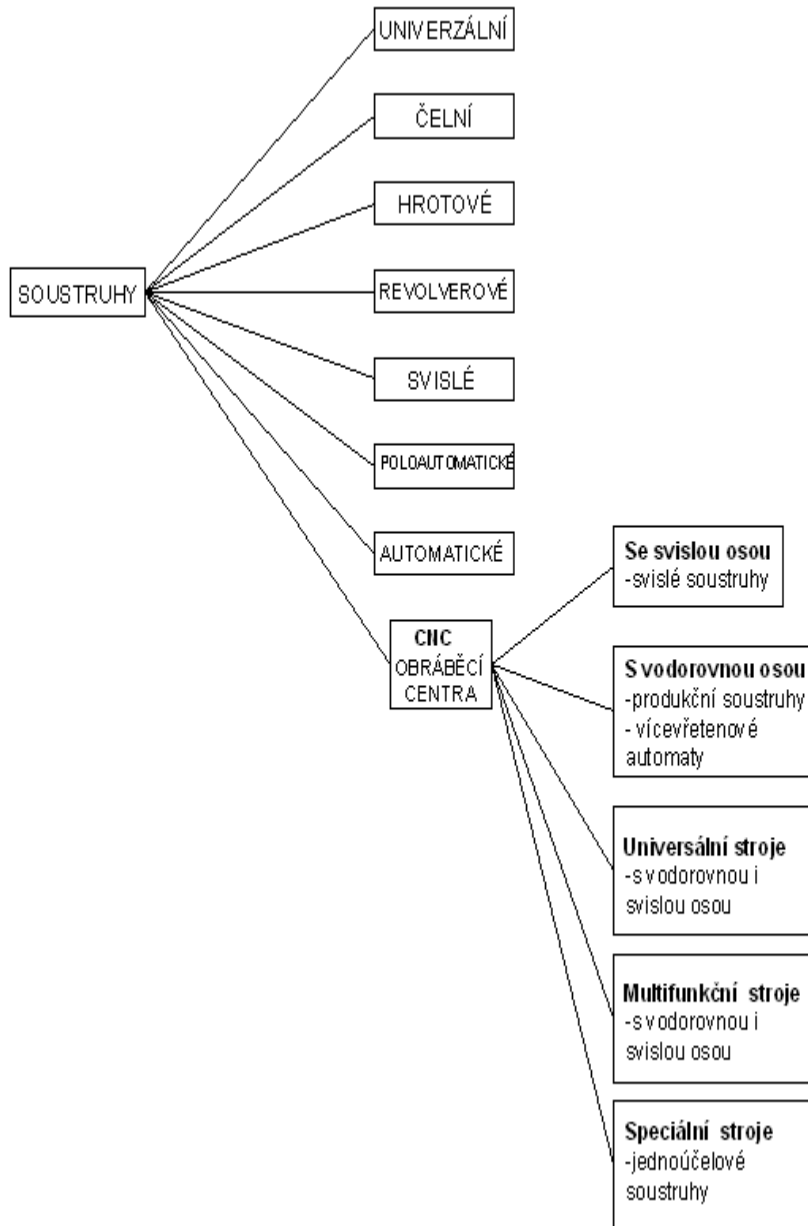 UNIVERZÁLNÍ
ČELNÍ
HROTOVÉ
SOUSTRUHY
REVOLVEROVÉ
SVISLÉ
POLOAUTOMATICKÉ
AUTOMATICKÉ
CNC
OBRÁBĚCÍ
CENTRA
Se svislou osou
-svislé soustruhy
S vodorovnou osou
-produkční soustruhy
- vícevřetenové
automaty
Universální stroje
-s vodorovnou i
svislou osou
Multifunkční stroje
-s vodorovnou i
svislou osou
Speciální stroje
-jednoúčelové
soustruhy